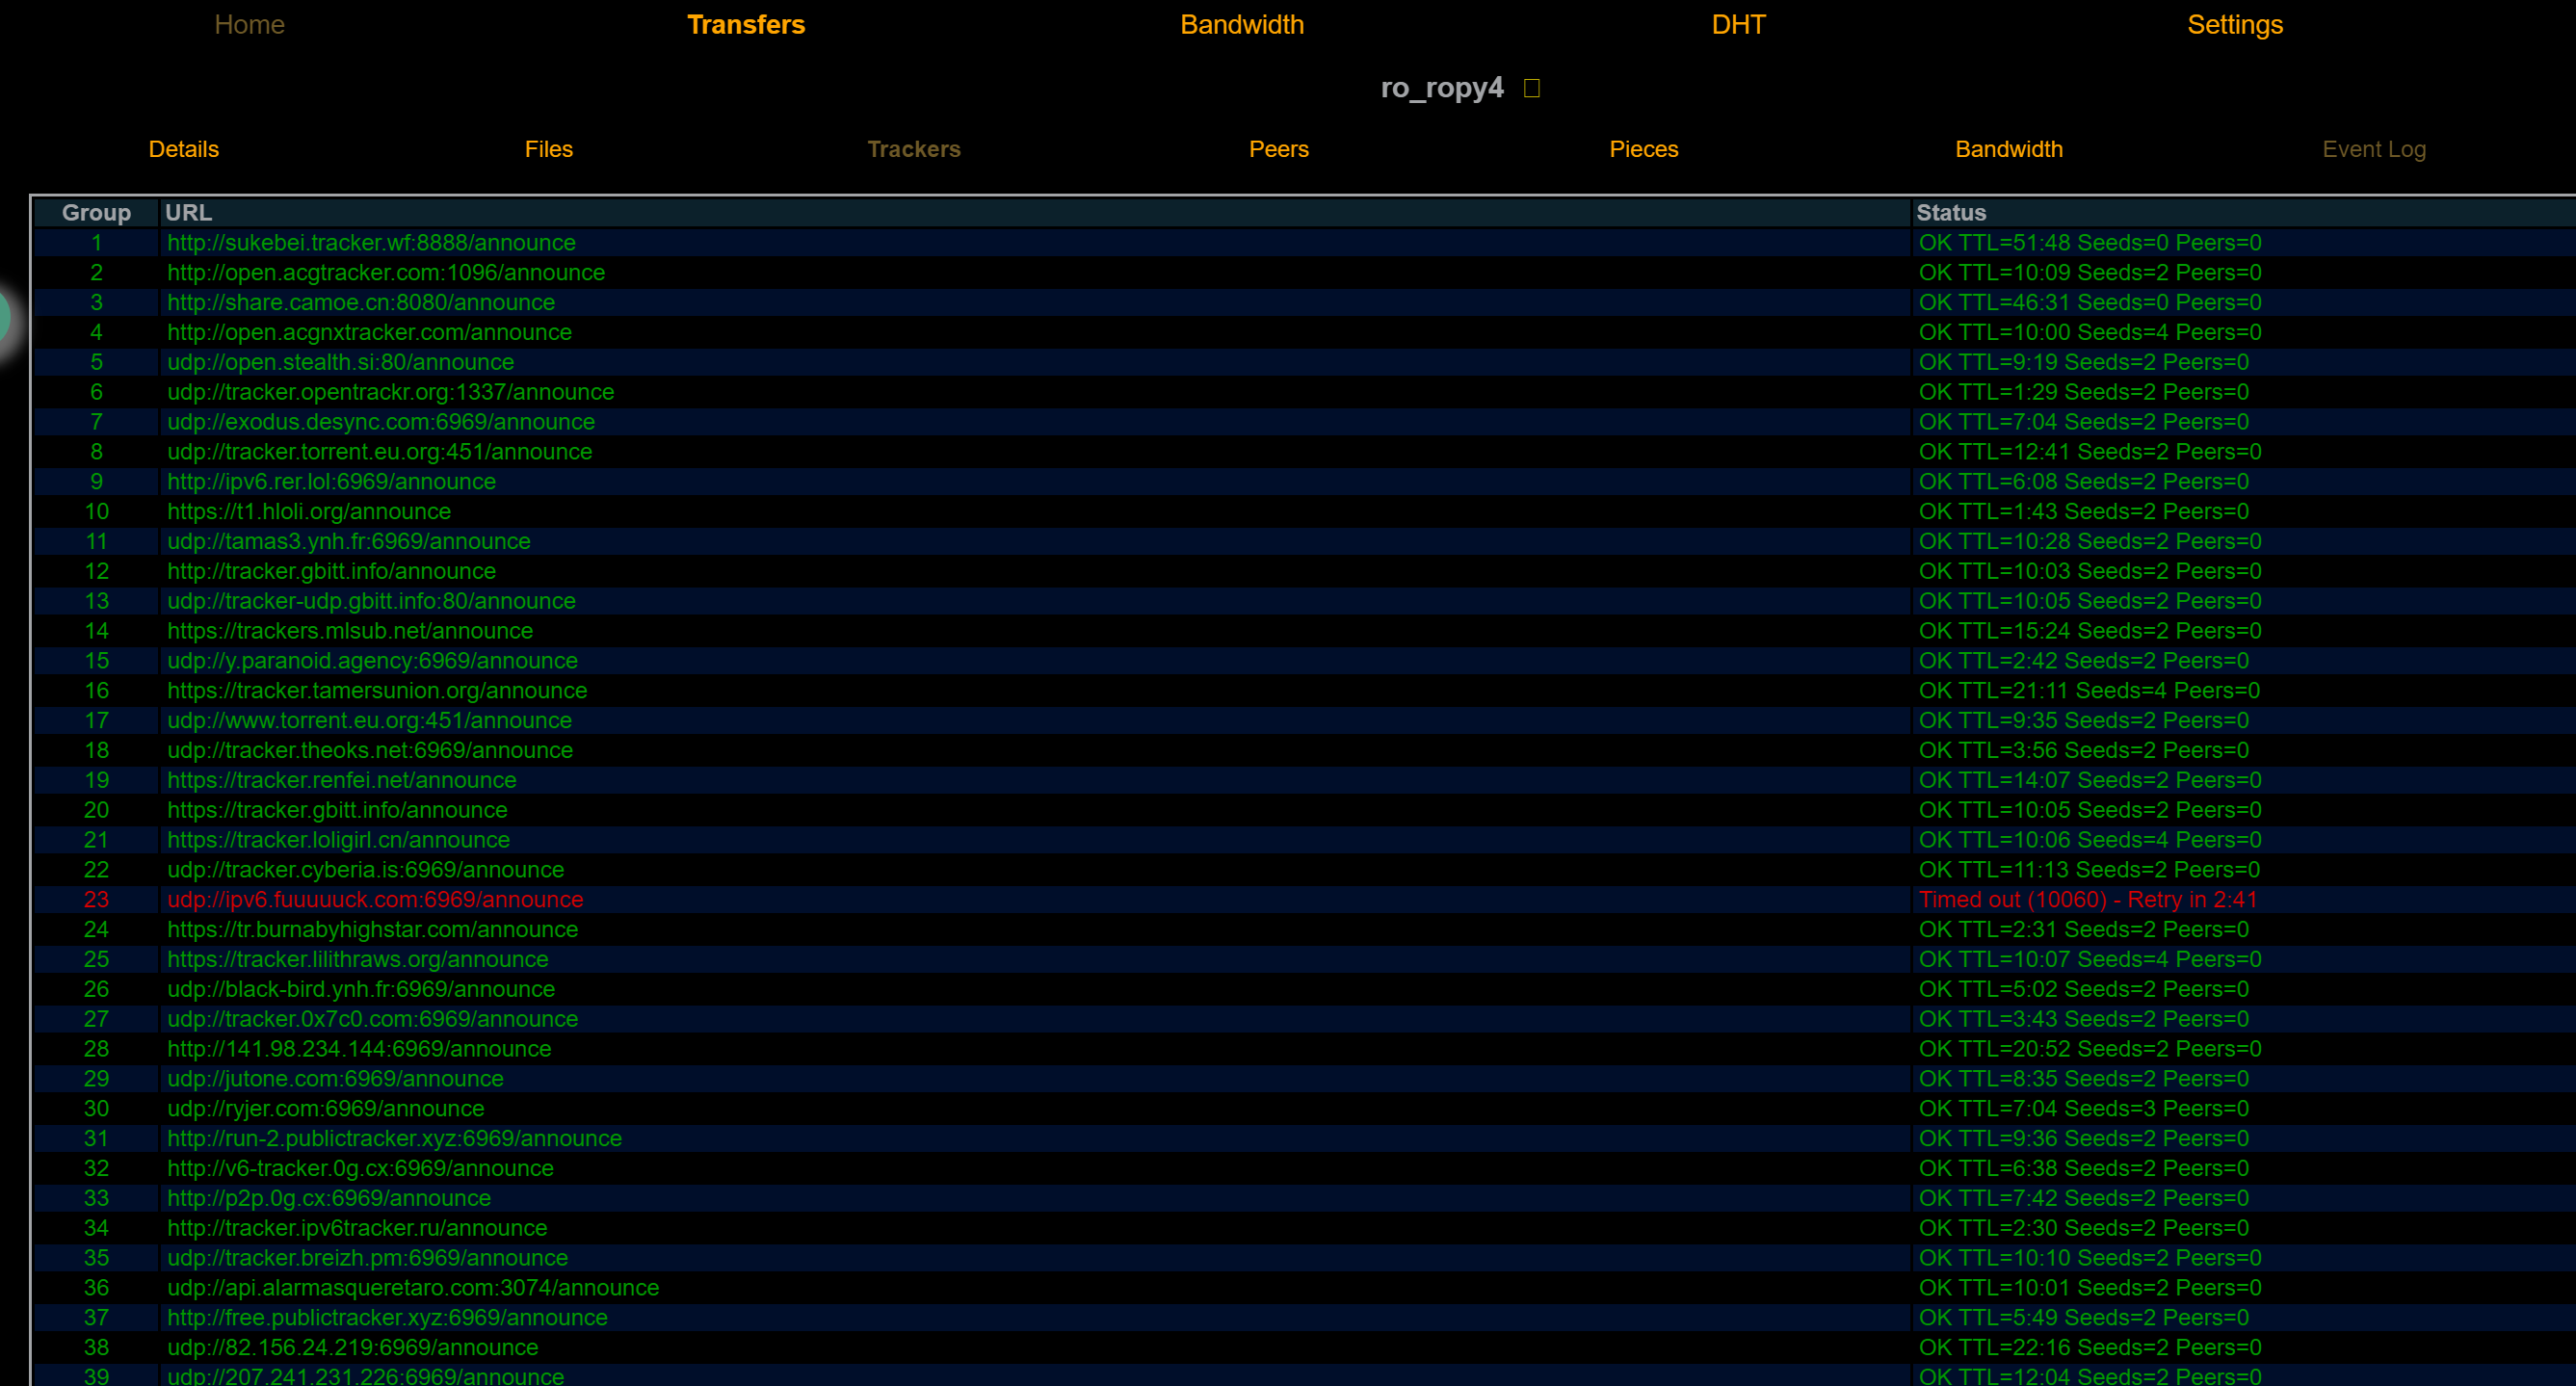 Home Transfers Bandwidth DHT Settings
ro_ropy4
Details Files Trackers Peers Pieces Bandwidth Event Log
Group URL Status
1 http://sukebei.tracker.wf:8888/announce OK TTL=51:48 Seeds=0 Peers=0
2 http://open.acgtracker.com:1096/announce OK TTL=10:09 Seeds=2 Peers=0
3 http://share.camoe.cn:8080/announce OK TTL=46:31 Seeds=0 Peers=0
4 http://open.acgnxtracker.com/announce OK TTL=10:00 Seeds=4 Peers=0
5 udp://open.stealth.si:80/announce OK TTL=9:19 Seeds=2 Peers=0
6 udp://tracker.opentrackr.org:1337/announce OK TTL=1:29 Seeds=2 Peers=0
7 udp://exodus.desync.com:6969/announce OK TTL=7:04 Seeds=2 Peers=0
8 udp://tracker.torrent.eu.org:451/announce OK TTL=12:41 Seeds=2 Peers=0
9 http://ipv6.rer.lol:6969/announce OK TTL=6:08 Seeds=2 Peers=0
10 https://t1.hloli.org/announce OK TTL=1:43 Seeds=2 Peers=0
11 udp://tamas3.ynh.fr:6969/announce OK TTL=10:28 Seeds=2 Peers=0
12 http://tracker.gbitt.info/announce OK TTL=10:03 Seeds=2 Peers=0
13 udp://tracker-udp.gbitt.info:80/announce OK TTL=10:05 Seeds=2 Peers=0
14 https://trackers.mlsub.net/announce OK TTL=15:24 Seeds=2 Peers=0
15 udp://y.paranoid.agency:6969/announce OK TTL=2:42 Seeds=2 Peers=0
16 https://tracker.tamersunion.org/announce OK TTL=21:11 Seeds=4 Peers=0
17 udp://www.torrent.eu.org:451/announce OK TTL=9:35 Seeds=2 Peers=0
18 udp://tracker.theoks.net:6969/announce OK TTL=3:56 Seeds=2 Peers=0
19 https://tracker.renfei.net/announce OK TTL=14:07 Seeds=2 Peers=0
20 https://tracker.gbitt.info/announce OK TTL=10:05 Seeds=2 Peers=0
21 https://tracker.loligirl.cn/announce OK TTL=10:06 Seeds=4 Peers=0
22 udp://tracker.cyberia.is:6969/announce OK TTL=11:13 Seeds=2 Peers=0
23 udp://ipv6.fuuuuuck.com:6969/announce Timed out (10060) - Retry in 2:41
24 https://tr.burnabyhighstar.com/announce OK TTL=2:31 Seeds=2 Peers=0
25 https://tracker.lilithraws.org/announce OK TTL=10:07 Seeds=4 Peers=0
26 udp://black-bird.ynh.fr:6969/announce OK TTL=5:02 Seeds=2 Peers=0
27 udp://tracker.0x7c0.com:6969/announce OK TTL=3:43 Seeds=2 Peers=0
28 http://141.98.234.144:6969/announce OK TTL=20:52 Seeds=2 Peers=0
29 udp://jutone.com:6969/announce OK TTL=8:35 Seeds=2 Peers=0
30 udp://ryjer.com:6969/announce OK TTL=7:04 Seeds=3 Peers=0
31 http://run-2.publictracker.xyz:6969/announce OK TTL=9:36 Seeds=2 Peers=0
32 http://v6-tracker.0g.cx:6969/announce OK TTL=6:38 Seeds=2 Peers=0
33 http://p2p.0g.cx:6969/announce OK TTL=7:42 Seeds=2 Peers=0
34 http://tracker.ipv6tracker.ru/announce OK TTL=2:30 Seeds=2 Peers=0
35 udp://tracker.breizh.pm:6969/announce OK TTL=10:10 Seeds=2 Peers=0
36 udp://api.alarmasqueretaro.com:3074/announce OK TTL=10:01 Seeds=2 Peers=0
37 http://free.publictracker.xyz:6969/announce OK TTL=5:49 Seeds=2 Peers=0
38 udp://82.156.24.219:6969/announce OK TTL=22:16 Seeds=2 Peers=0
39 udp://207.241.231.226:6969/announce OK TTL=12:04 Seeds=2 Peers=0